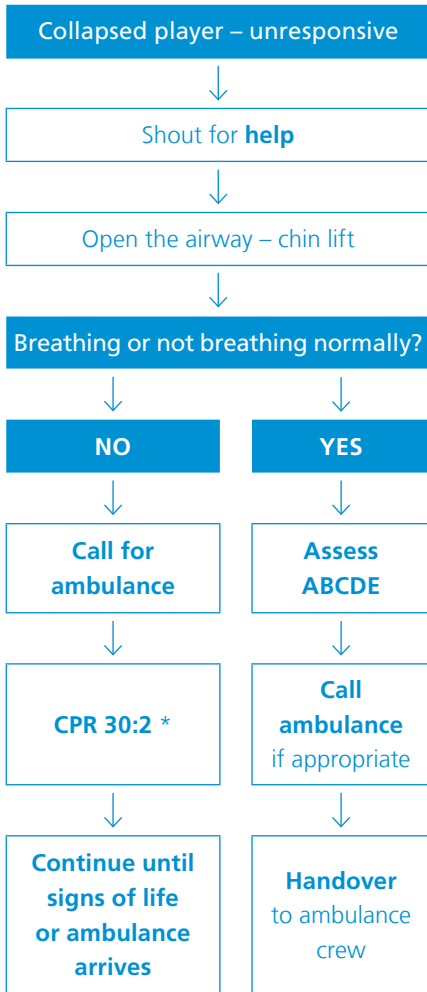 Collapsed player – unresponsive
Shout for help
Open the airway – chin lift
Breathing or not breathing normally?
NO
Call for
ambulance
CPR 30:2 *
Continue until
signs of life
or ambulance
arrives
YES
Assess
ABCDE
Call
ambulance
if appropriate
Handover
to ambulance
crew